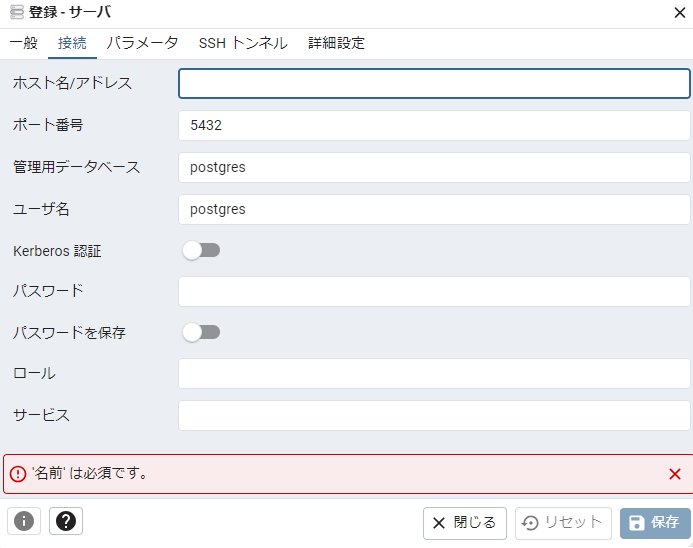 登録 - サーバ
一般 接続 パラメータ SSH トンネル 詳細設定
ホスト名/アドレス
ポート番号 5432
管理用データベース postgres
ユーザ名 postgres
Kerberos 認証
パスワード
パスワードを保存
ロール
サービス
'名前' は必須です。
閉じる リセット 保存